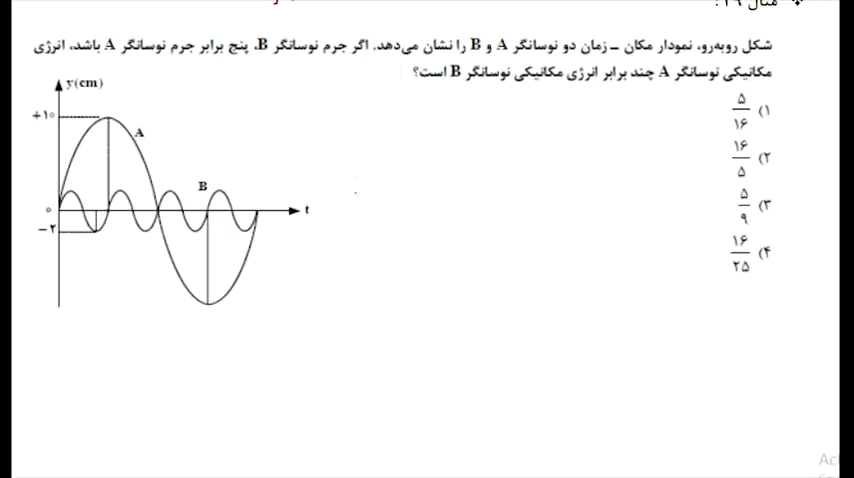 مثال ۱۹:
شکل روبه‌رو، نمودار مکان – زمان دو نوسانگر A و B را نشان می‌دهد. اگر جرم نوسانگر B، پنج برابر جرم نوسانگر A باشد، انرژی
مکانیکی نوسانگر A چند برابر انرژی مکانیکی نوسانگر B است؟
y(cm)
+۱۰
A
B
۰
t
−۲
۱) ۵/۱۶
۲) ۱۶/۵
۳) ۵/۹
۴) ۱۶/۲۵